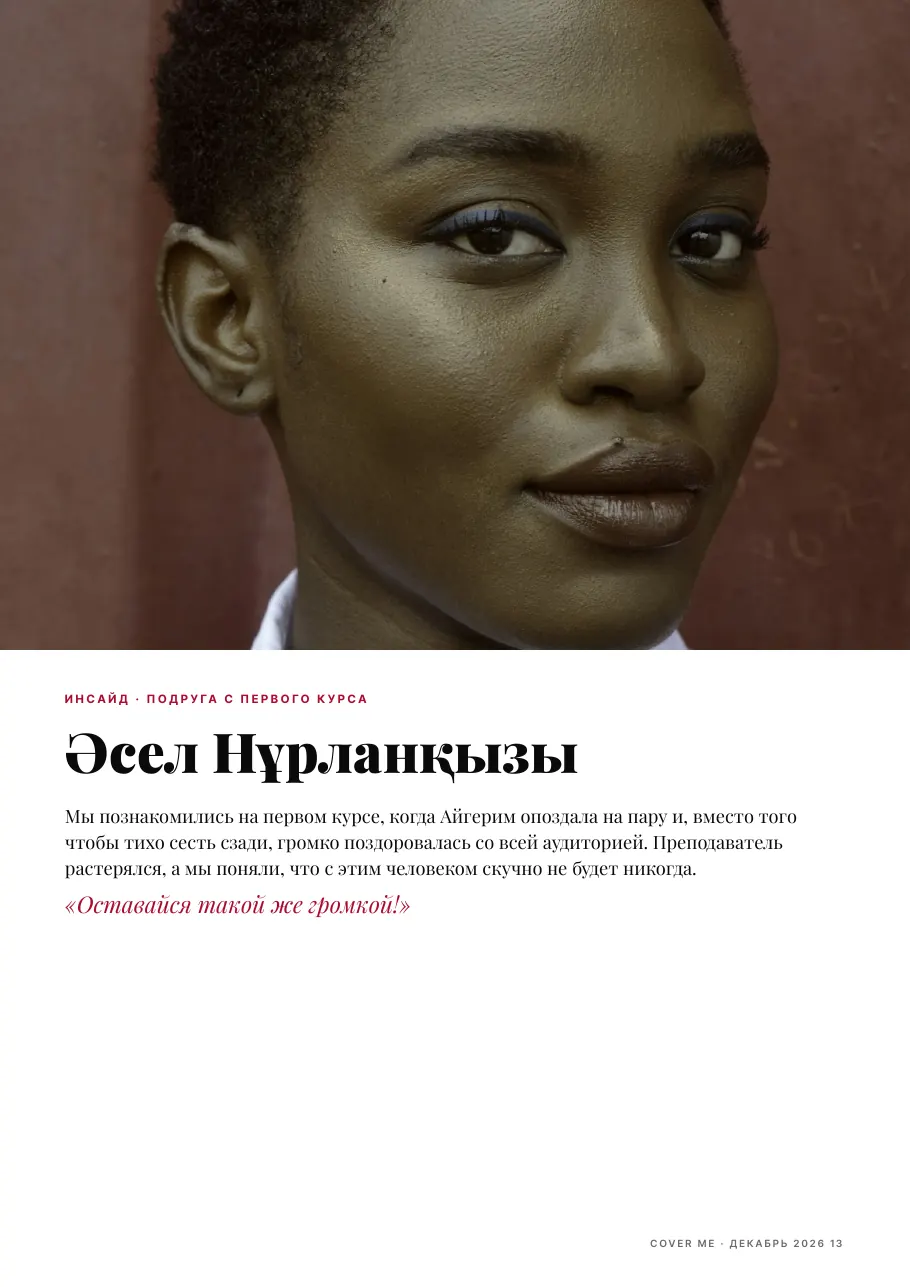 ИНСАЙД · ПОДРУГА С ПЕРВОГО КУРСА
Әсел Нұрланқызы
Мы познакомились на первом курсе, когда Айгерим опоздала на пару и, вместо того
чтобы тихо сесть сзади, громко поздоровалась со всей аудиторией. Преподаватель
растерялся, а мы поняли, что с этим человеком скучно не будет никогда.
«Оставайся такой же громкой!»
COVER ME · ДЕКАБРЬ 2026 13